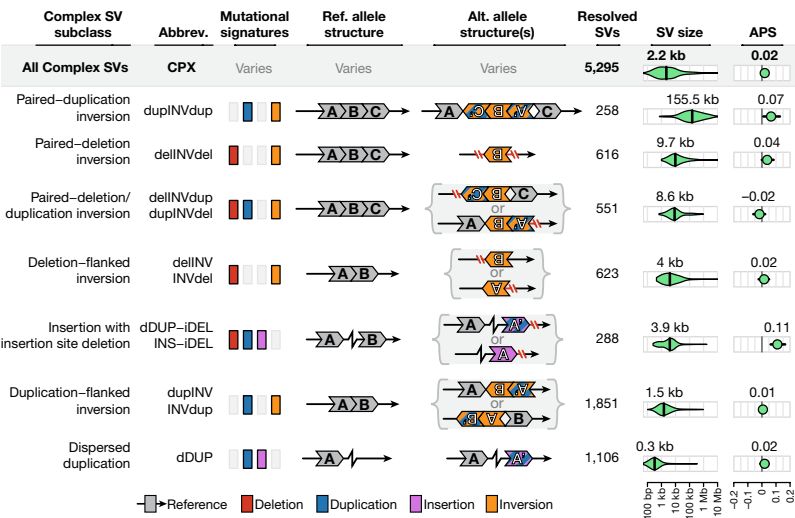 Complex SV subclass
Abbrev.
Mutational signatures
Ref. allele structure
Alt. allele structure(s)
Resolved SVs
SV size
APS
All Complex SVs CPX Varies Varies Varies 5,295 2.2 kb 0.02
Paired–duplication inversion dupINVdup A B C A C B A C 258 155.5 kb 0.07
Paired–deletion inversion delINVdel A B C B 616 9.7 kb 0.04
Paired–deletion/ duplication inversion delINVdup dupINVdel A B C C B C or A B A 551 8.6 kb −0.02
Deletion–flanked inversion delINV INVdel A B B or A 623 4 kb 0.02
Insertion with insertion site deletion dDUP–iDEL INS–iDEL A B A A' or A 288 3.9 kb 0.11
Duplication–flanked inversion dupINV INVdup A B A B A' or B' A B 1,851 1.5 kb 0.01
Dispersed duplication dDUP A A A' 1,106 0.3 kb 0.02
Reference Deletion Duplication Insertion Inversion
100 bp 1 kb 10 kb 100 kb 1 Mb 10 Mb
−0.2 −0.1 0 0.1 0.2